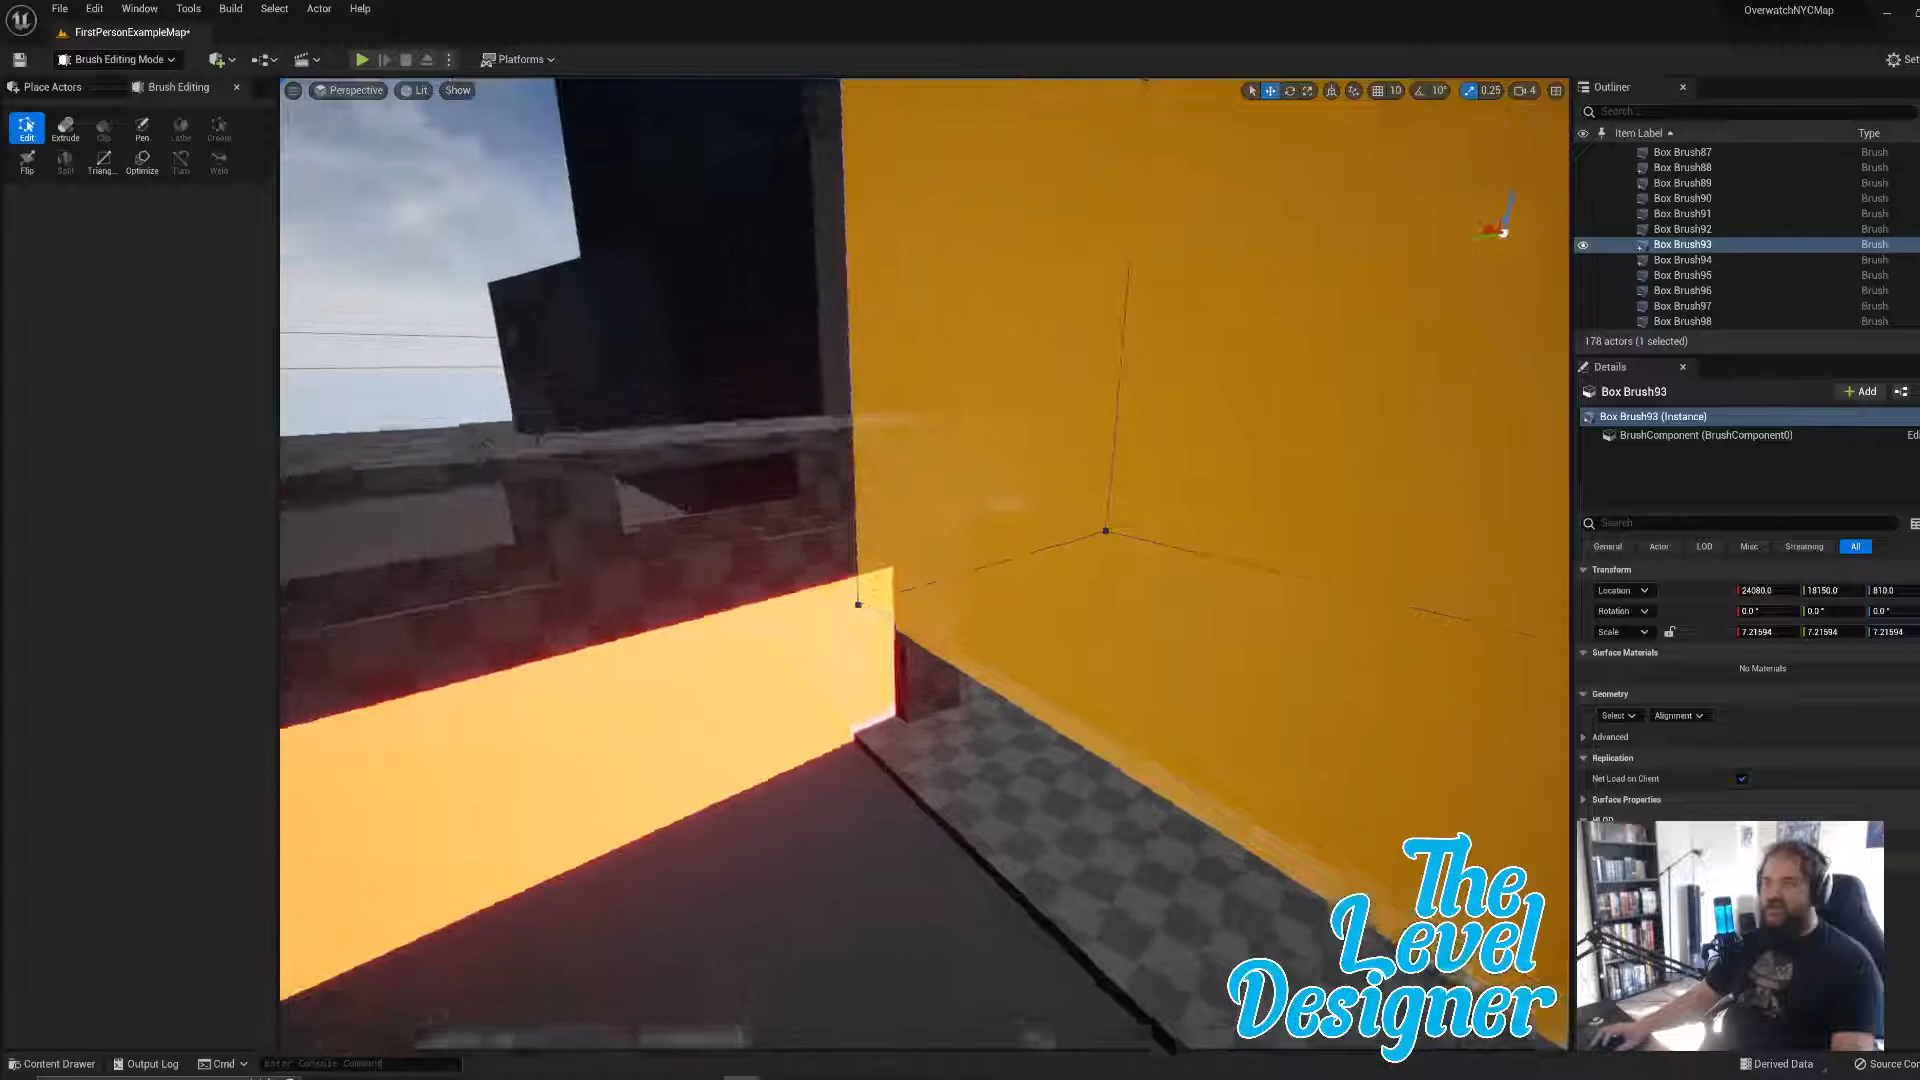 File Edit Window Tools Build Select Actor Help
OverwatchNYCMap
FirstPersonExampleMap*
Brush Editing Mode
Platforms
Place Actors
Brush Editing
Perspective
Lit
Show
10
10°
0.25
4
Edit
Extrude
Clip
Pen
Lathe
Create
Flip
Split
Triang...
Optimize
Turn
Weld
Outliner
Search...
Item Label
Type
Box Brush87 Brush
Box Brush88 Brush
Box Brush89 Brush
Box Brush90 Brush
Box Brush91 Brush
Box Brush92 Brush
Box Brush93 Brush
Box Brush94 Brush
Box Brush95 Brush
Box Brush96 Brush
Box Brush97 Brush
Box Brush98 Brush
178 actors (1 selected)
Details
Box Brush93
Add
Box Brush93 (Instance)
BrushComponent (BrushComponent0)
Search
General Actor LOD Misc Streaming All
Transform
Location 24080.0 18150.0 810.0
Rotation 0.0° 0.0° 0.0°
Scale 7.21594 7.21594 7.21594
Surface Materials
No Materials
Geometry
Select Alignment
Advanced
Replication
Net Load on Client
Surface Properties
The
Level
Designer
Content Drawer
Output Log
Cmd
Enter Console Command
Derived Data